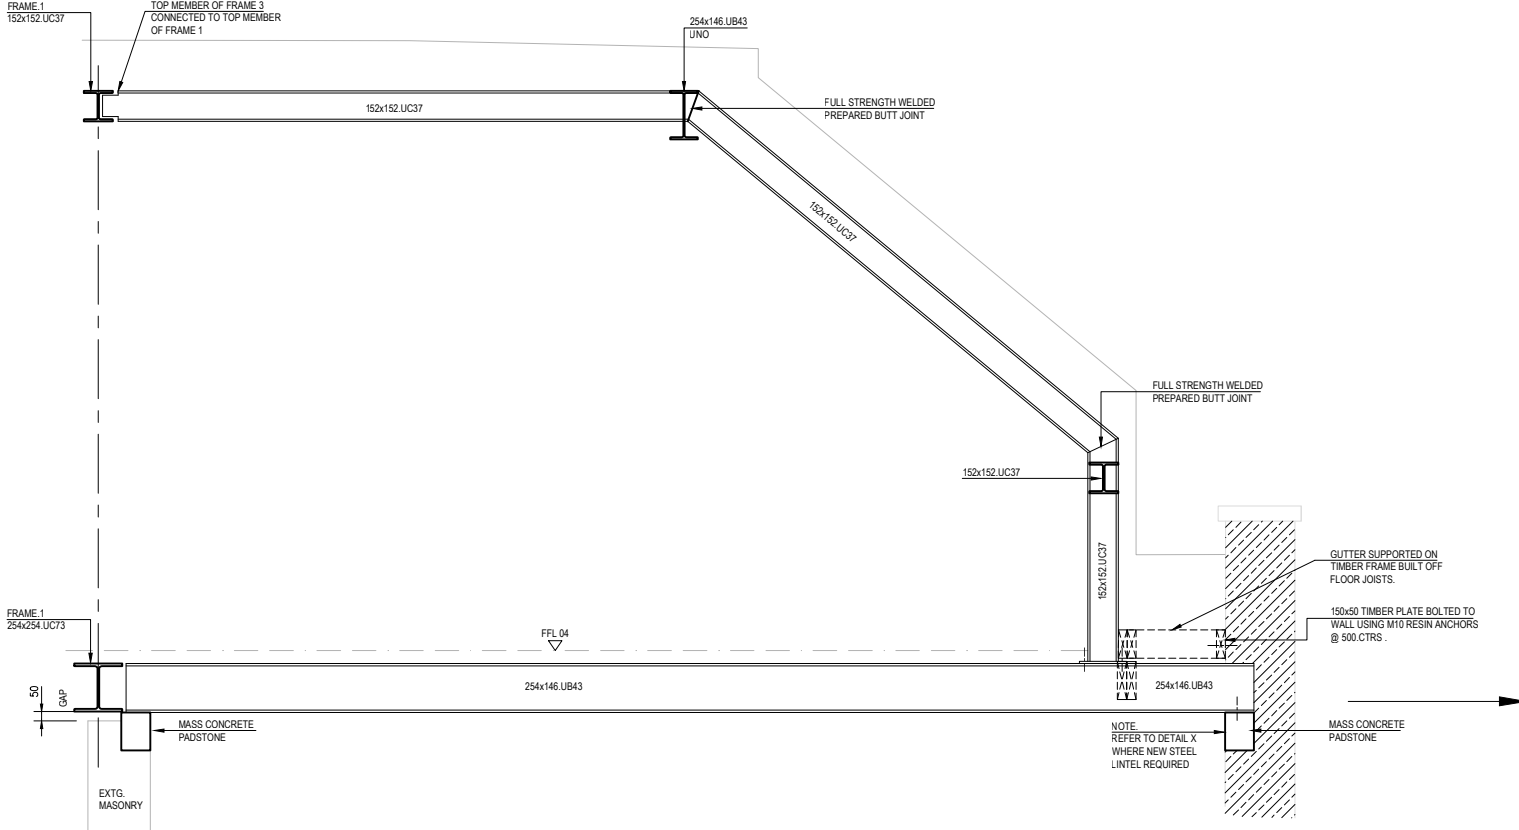 FRAME.1
152x152.UC37
TOP MEMBER OF FRAME 3
CONNECTED TO TOP MEMBER
OF FRAME 1
254x146.UB43
UNO
152x152.UC37
FULL STRENGTH WELDED
PREPARED BUTT JOINT
152x152.UC37
FULL STRENGTH WELDED
PREPARED BUTT JOINT
152x152.UC37
152x152.UC37
GUTTER SUPPORTED ON
TIMBER FRAME BUILT OFF
FLOOR JOISTS.
150x50 TIMBER PLATE BOLTED TO
WALL USING M10 RESIN ANCHORS
@ 500.CTRS .
FRAME.1
254x254.UC73
FFL 04
50
GAP
254x146.UB43
254x146.UB43
MASS CONCRETE
PADSTONE
NOTE.
REFER TO DETAIL X
WHERE NEW STEEL
LINTEL REQUIRED
MASS CONCRETE
PADSTONE
EXTG.
MASONRY